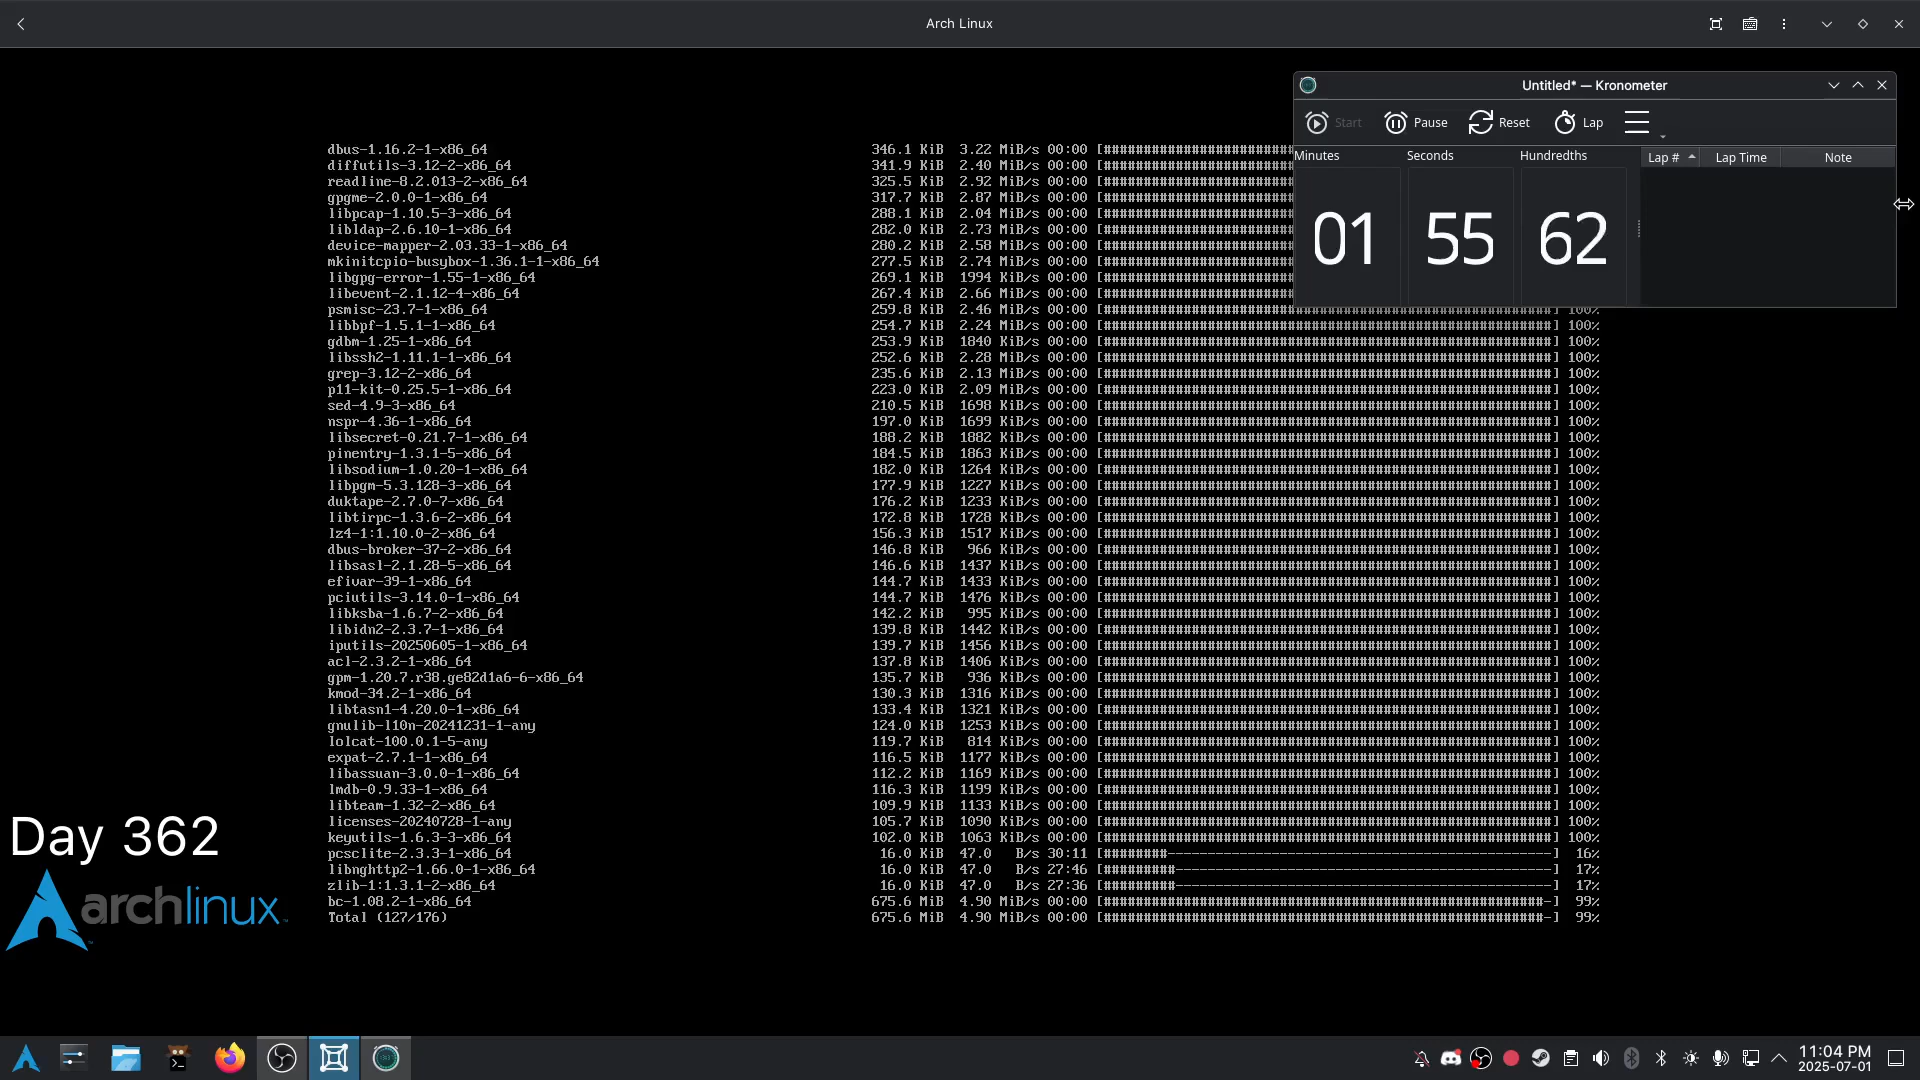 Arch Linux
Untitled* — Kronometer
Start Pause Reset Lap
Minutes Seconds Hundredths Lap # Lap Time Note
01 55 62
dbus-1.16.2-1-x86_64 346.1 KiB 3.22 MiB/s 00:00
diffutils-3.12-2-x86_64 341.9 KiB 2.40 MiB/s 00:00
readline-8.2.013-2-x86_64 325.5 KiB 2.92 MiB/s 00:00
gpgme-2.0.0-1-x86_64 317.7 KiB 2.87 MiB/s 00:00
libpcap-1.10.5-3-x86_64 288.1 KiB 2.04 MiB/s 00:00
libldap-2.6.10-1-x86_64 282.0 KiB 2.73 MiB/s 00:00
device-mapper-2.03.33-1-x86_64 280.2 KiB 2.58 MiB/s 00:00
mkinitcpio-busybox-1.36.1-1-x86_64 277.5 KiB 2.74 MiB/s 00:00
libgpg-error-1.55-1-x86_64 269.1 KiB 1994 KiB/s 00:00
libevent-2.1.12-4-x86_64 267.4 KiB 2.66 MiB/s 00:00
psmisc-23.7-1-x86_64 259.8 KiB 2.46 MiB/s 00:00 100%
libbpf-1.5.1-1-x86_64 254.7 KiB 2.24 MiB/s 00:00 100%
gdbm-1.25-1-x86_64 253.9 KiB 1840 KiB/s 00:00 100%
libssh2-1.11.1-1-x86_64 252.6 KiB 2.28 MiB/s 00:00 100%
grep-3.12-2-x86_64 235.6 KiB 2.13 MiB/s 00:00 100%
p11-kit-0.25.5-1-x86_64 223.0 KiB 2.09 MiB/s 00:00 100%
sed-4.9-3-x86_64 210.5 KiB 1698 KiB/s 00:00 100%
nspr-4.36-1-x86_64 197.0 KiB 1699 KiB/s 00:00 100%
libsecret-0.21.7-1-x86_64 188.2 KiB 1882 KiB/s 00:00 100%
pinentry-1.3.1-5-x86_64 184.5 KiB 1863 KiB/s 00:00 100%
libsodium-1.0.20-1-x86_64 182.0 KiB 1264 KiB/s 00:00 100%
libpgm-5.3.128-3-x86_64 177.9 KiB 1227 KiB/s 00:00 100%
duktape-2.7.0-7-x86_64 176.2 KiB 1233 KiB/s 00:00 100%
libtirpc-1.3.6-2-x86_64 172.8 KiB 1728 KiB/s 00:00 100%
lz4-1:1.10.0-2-x86_64 156.3 KiB 1517 KiB/s 00:00 100%
dbus-broker-37-2-x86_64 146.8 KiB 966 KiB/s 00:00 100%
libsasl-2.1.28-5-x86_64 146.6 KiB 1437 KiB/s 00:00 100%
efivar-39-1-x86_64 144.7 KiB 1433 KiB/s 00:00 100%
pciutils-3.14.0-1-x86_64 144.7 KiB 1476 KiB/s 00:00 100%
libksba-1.6.7-2-x86_64 142.2 KiB 995 KiB/s 00:00 100%
libidn2-2.3.7-1-x86_64 139.8 KiB 1442 KiB/s 00:00 100%
iputils-20250605-1-x86_64 139.7 KiB 1456 KiB/s 00:00 100%
acl-2.3.2-1-x86_64 137.8 KiB 1406 KiB/s 00:00 100%
gpm-1.20.7.r38.ge82d1a6-6-x86_64 135.7 KiB 936 KiB/s 00:00 100%
kmod-34.2-1-x86_64 130.3 KiB 1316 KiB/s 00:00 100%
libtasn1-4.20.0-1-x86_64 133.4 KiB 1321 KiB/s 00:00 100%
gnulib-l10n-20241231-1-any 124.0 KiB 1253 KiB/s 00:00 100%
lolcat-100.0.1-5-any 119.7 KiB 814 KiB/s 00:00 100%
expat-2.7.1-1-x86_64 116.5 KiB 1177 KiB/s 00:00 100%
libassuan-3.0.0-1-x86_64 112.2 KiB 1169 KiB/s 00:00 100%
lmdb-0.9.33-1-x86_64 116.3 KiB 1199 KiB/s 00:00 100%
libteam-1.32-2-x86_64 109.9 KiB 1133 KiB/s 00:00 100%
licenses-20240728-1-any 105.7 KiB 1090 KiB/s 00:00 100%
keyutils-1.6.3-3-x86_64 102.0 KiB 1063 KiB/s 00:00 100%
pcsclite-2.3.3-1-x86_64 16.0 KiB 47.0 B/s 30:11 16%
libnghttp2-1.66.0-1-x86_64 16.0 KiB 47.0 B/s 27:46 17%
zlib-1:1.3.1-2-x86_64 16.0 KiB 47.0 B/s 27:36 17%
bc-1.08.2-1-x86_64 675.6 MiB 4.90 MiB/s 00:00 99%
Total (127/176) 675.6 MiB 4.90 MiB/s 00:00 99%
Day 362
archlinux
11:04 PM
2025-07-01